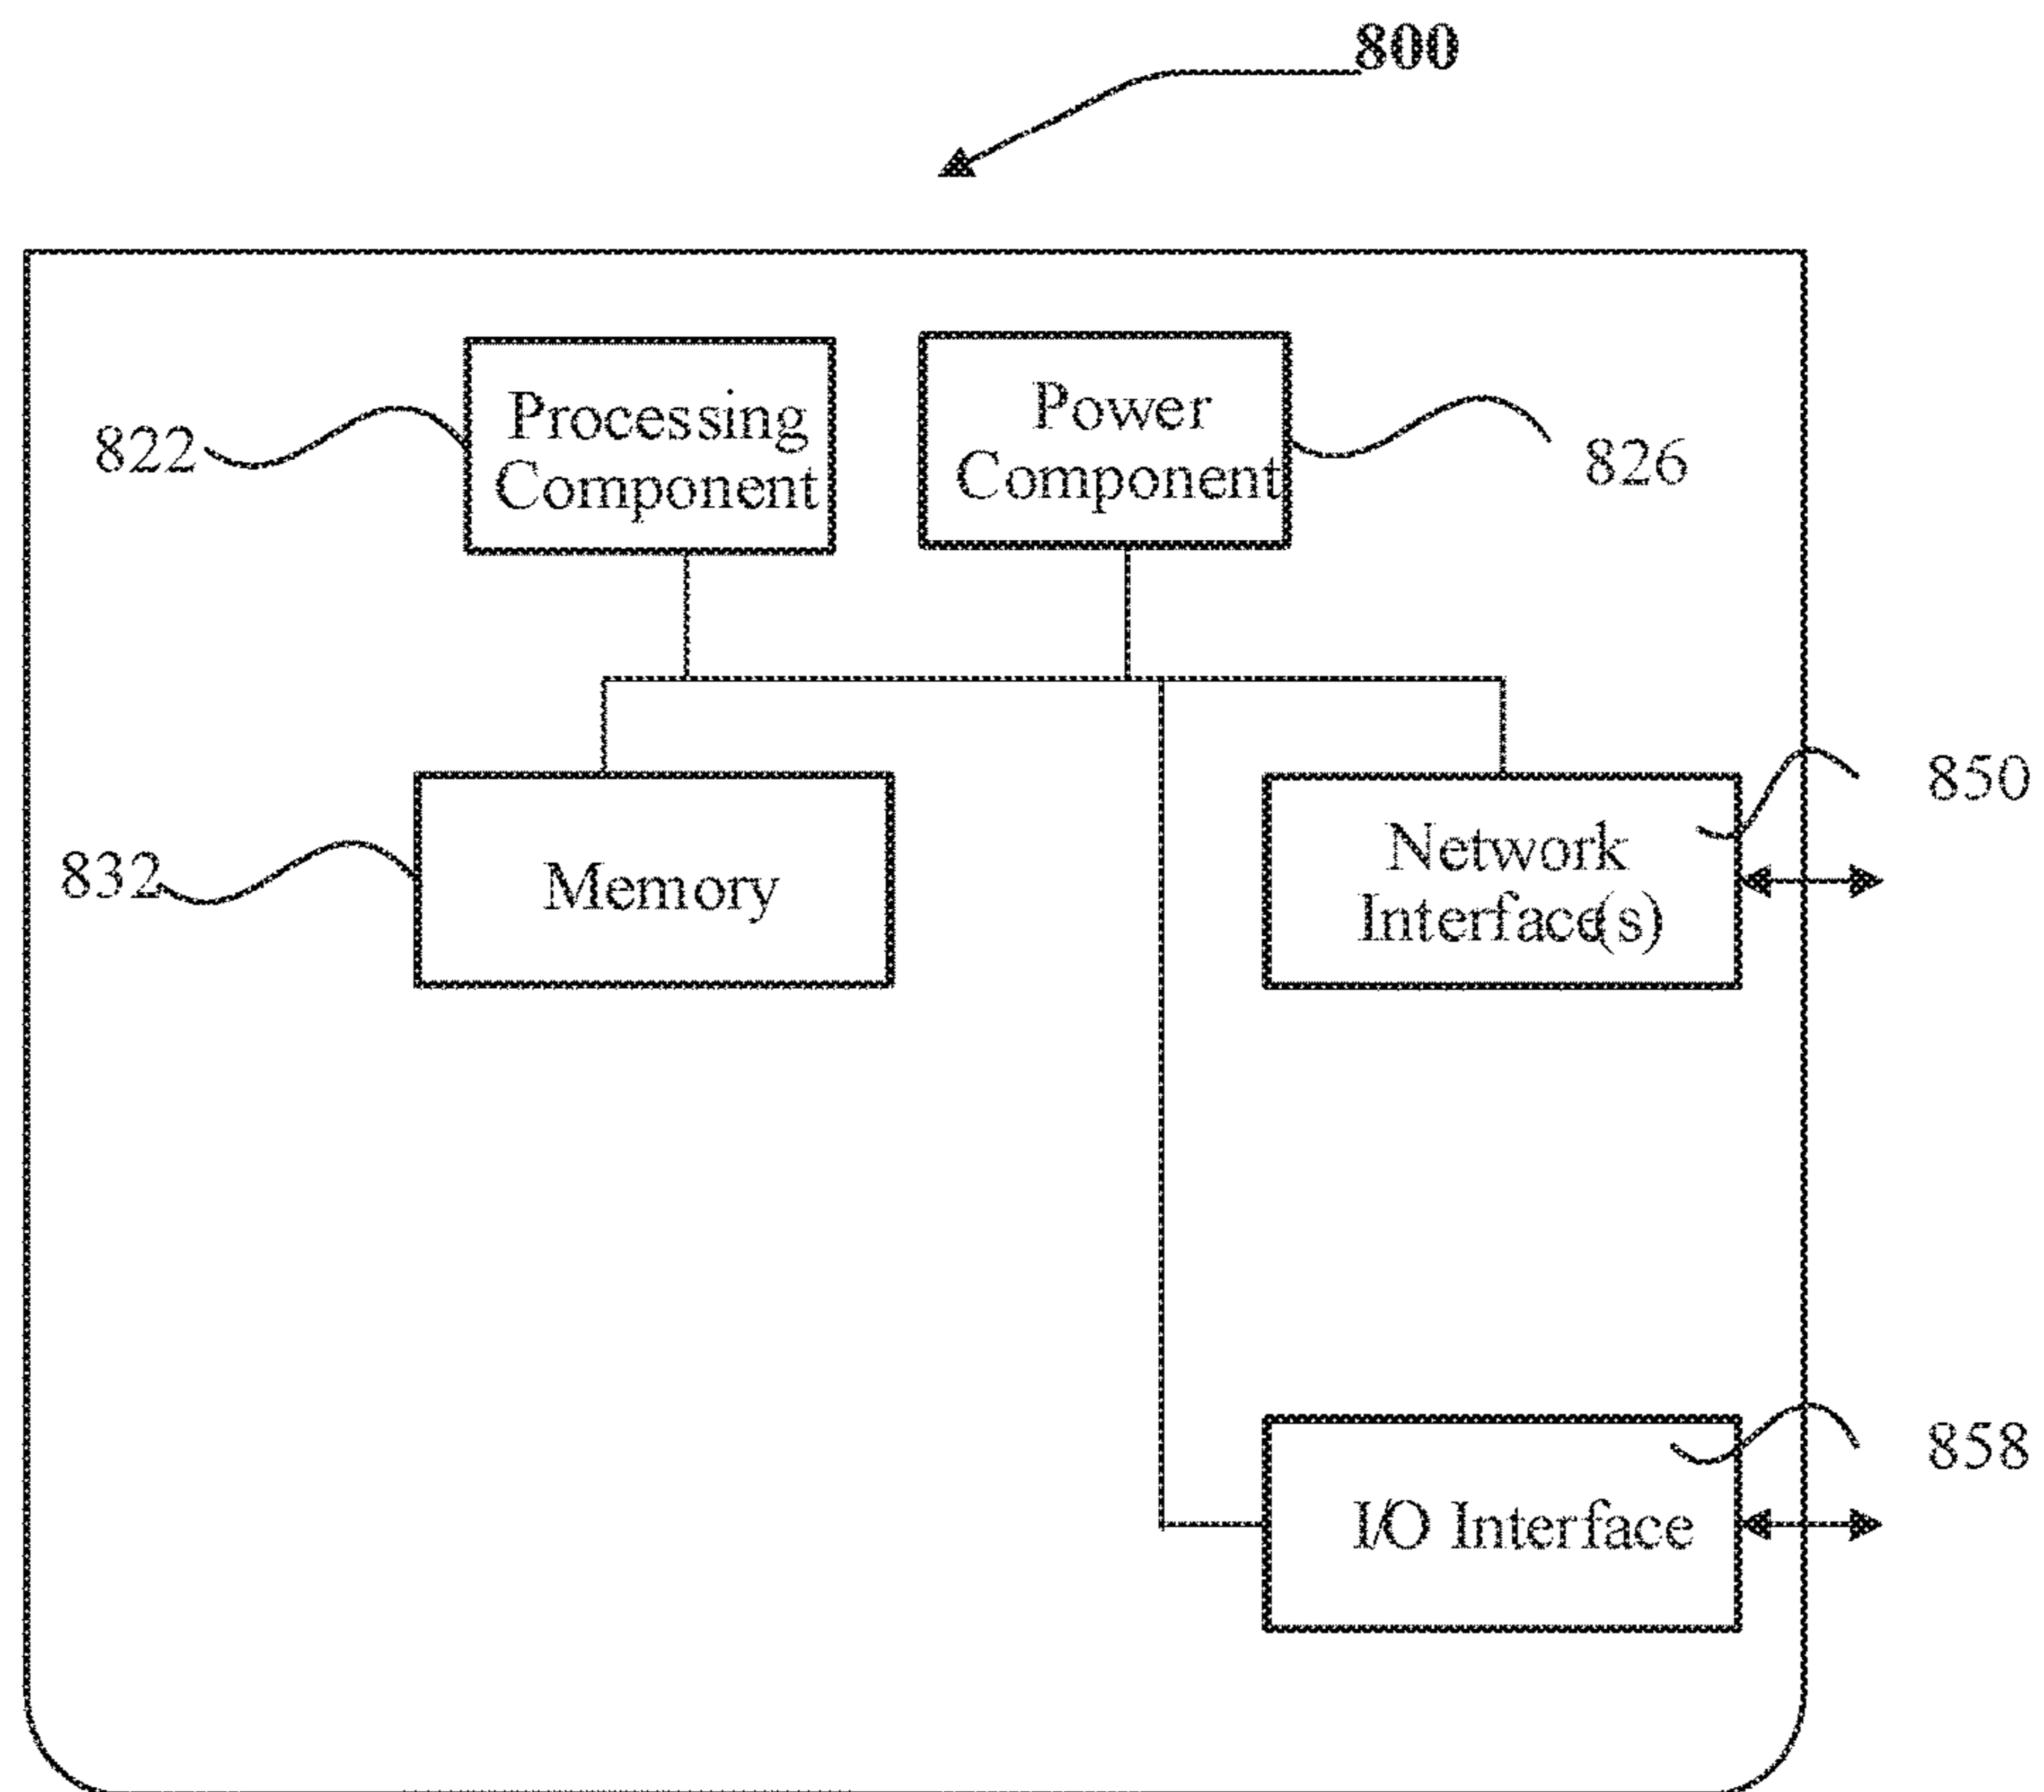 800
822
Processing
Component
Power
Component
826
832
Memory
Network
Interface(s)
850
858
I/O Interface